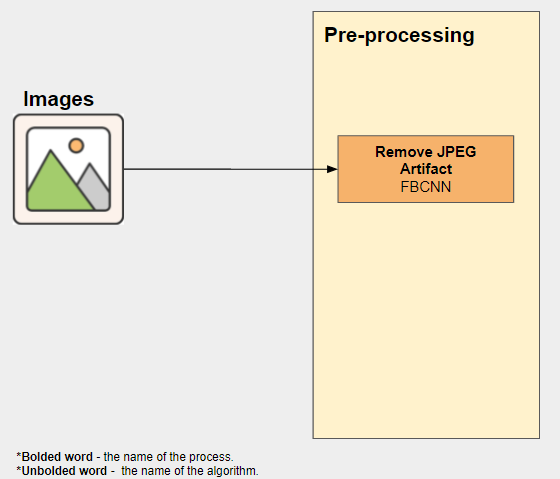 Pre-processing
Images
Remove JPEG
Artifact
FBCNN
*Bolded word - the name of the process.
*Unbolded word - the name of the algorithm.